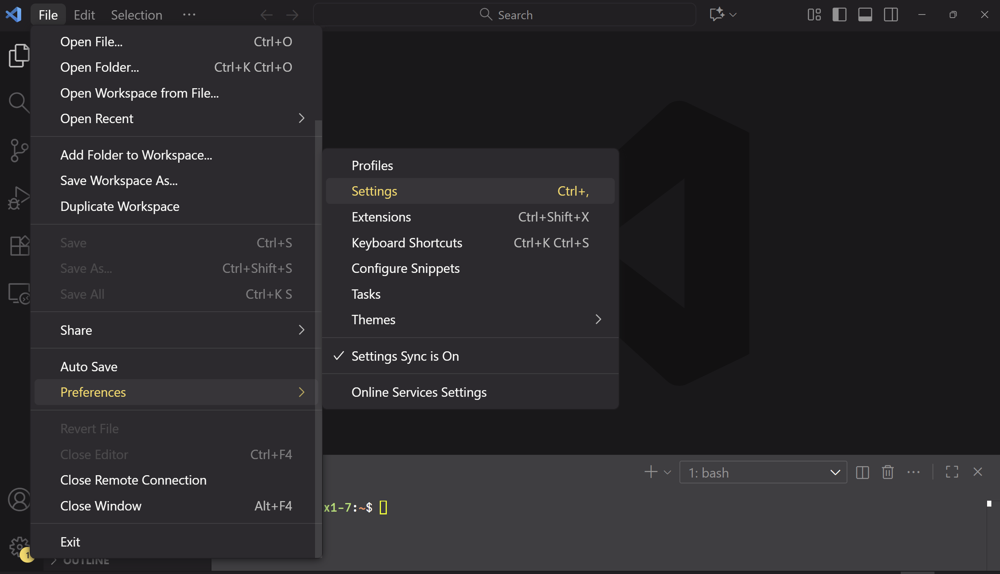 File Edit Selection ···
Search
Open File... Ctrl+O
Open Folder... Ctrl+K Ctrl+O
Open Workspace from File...
Open Recent
Add Folder to Workspace...
Save Workspace As...
Duplicate Workspace
Save Ctrl+S
Save As... Ctrl+Shift+S
Save All Ctrl+K S
Share
Auto Save
Preferences
Revert File
Close Editor Ctrl+F4
Close Remote Connection
Close Window Alt+F4
Exit
Profiles
Settings Ctrl+,
Extensions Ctrl+Shift+X
Keyboard Shortcuts Ctrl+K Ctrl+S
Configure Snippets
Tasks
Themes
Settings Sync is On
Online Services Settings
1: bash
x1-7:~$
1
OUTLINE